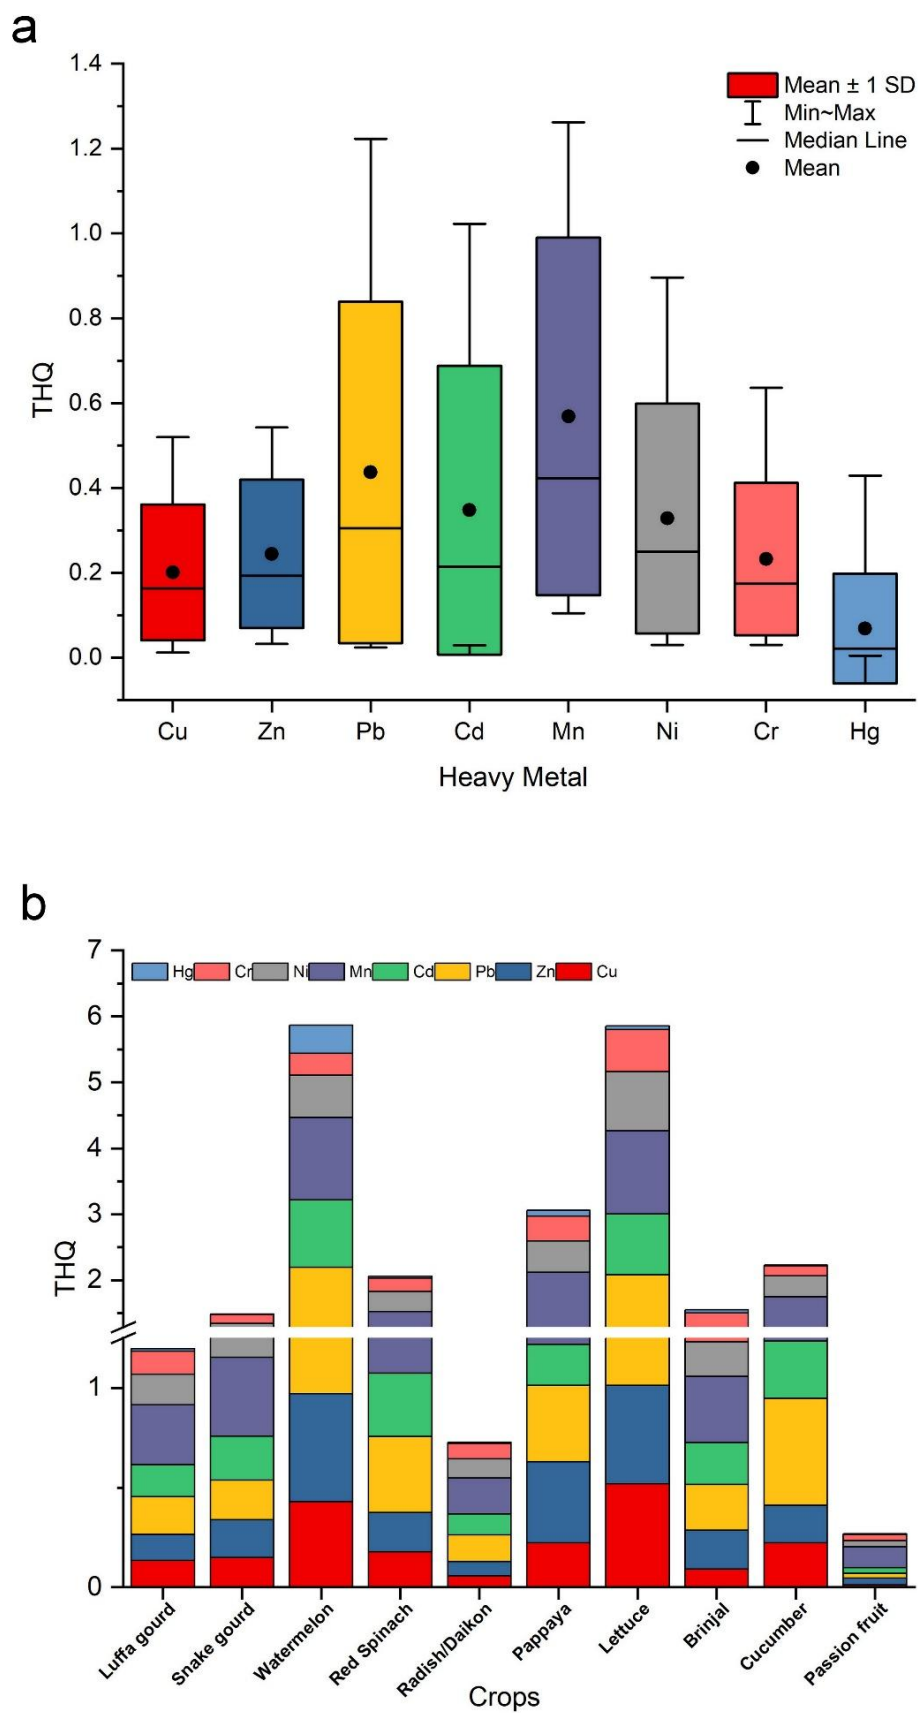 a
1.4
1.2
1.0
0.8
0.6
0.4
0.2
0.0
THQ
Mean ± 1 SD
Min~Max
Median Line
Mean
Cu Zn Pb Cd Mn Ni Cr Hg
Heavy Metal
b
7
6
5
4
3
2
1
0
THQ
Hg Cr Ni Mn Cd Pb Zn Cu
Luffa gourd
Snake gourd
Watermelon
Red Spinach
Radish/Daikon
Pappaya
Lettuce
Brinjal
Cucumber
Passion fruit
Crops